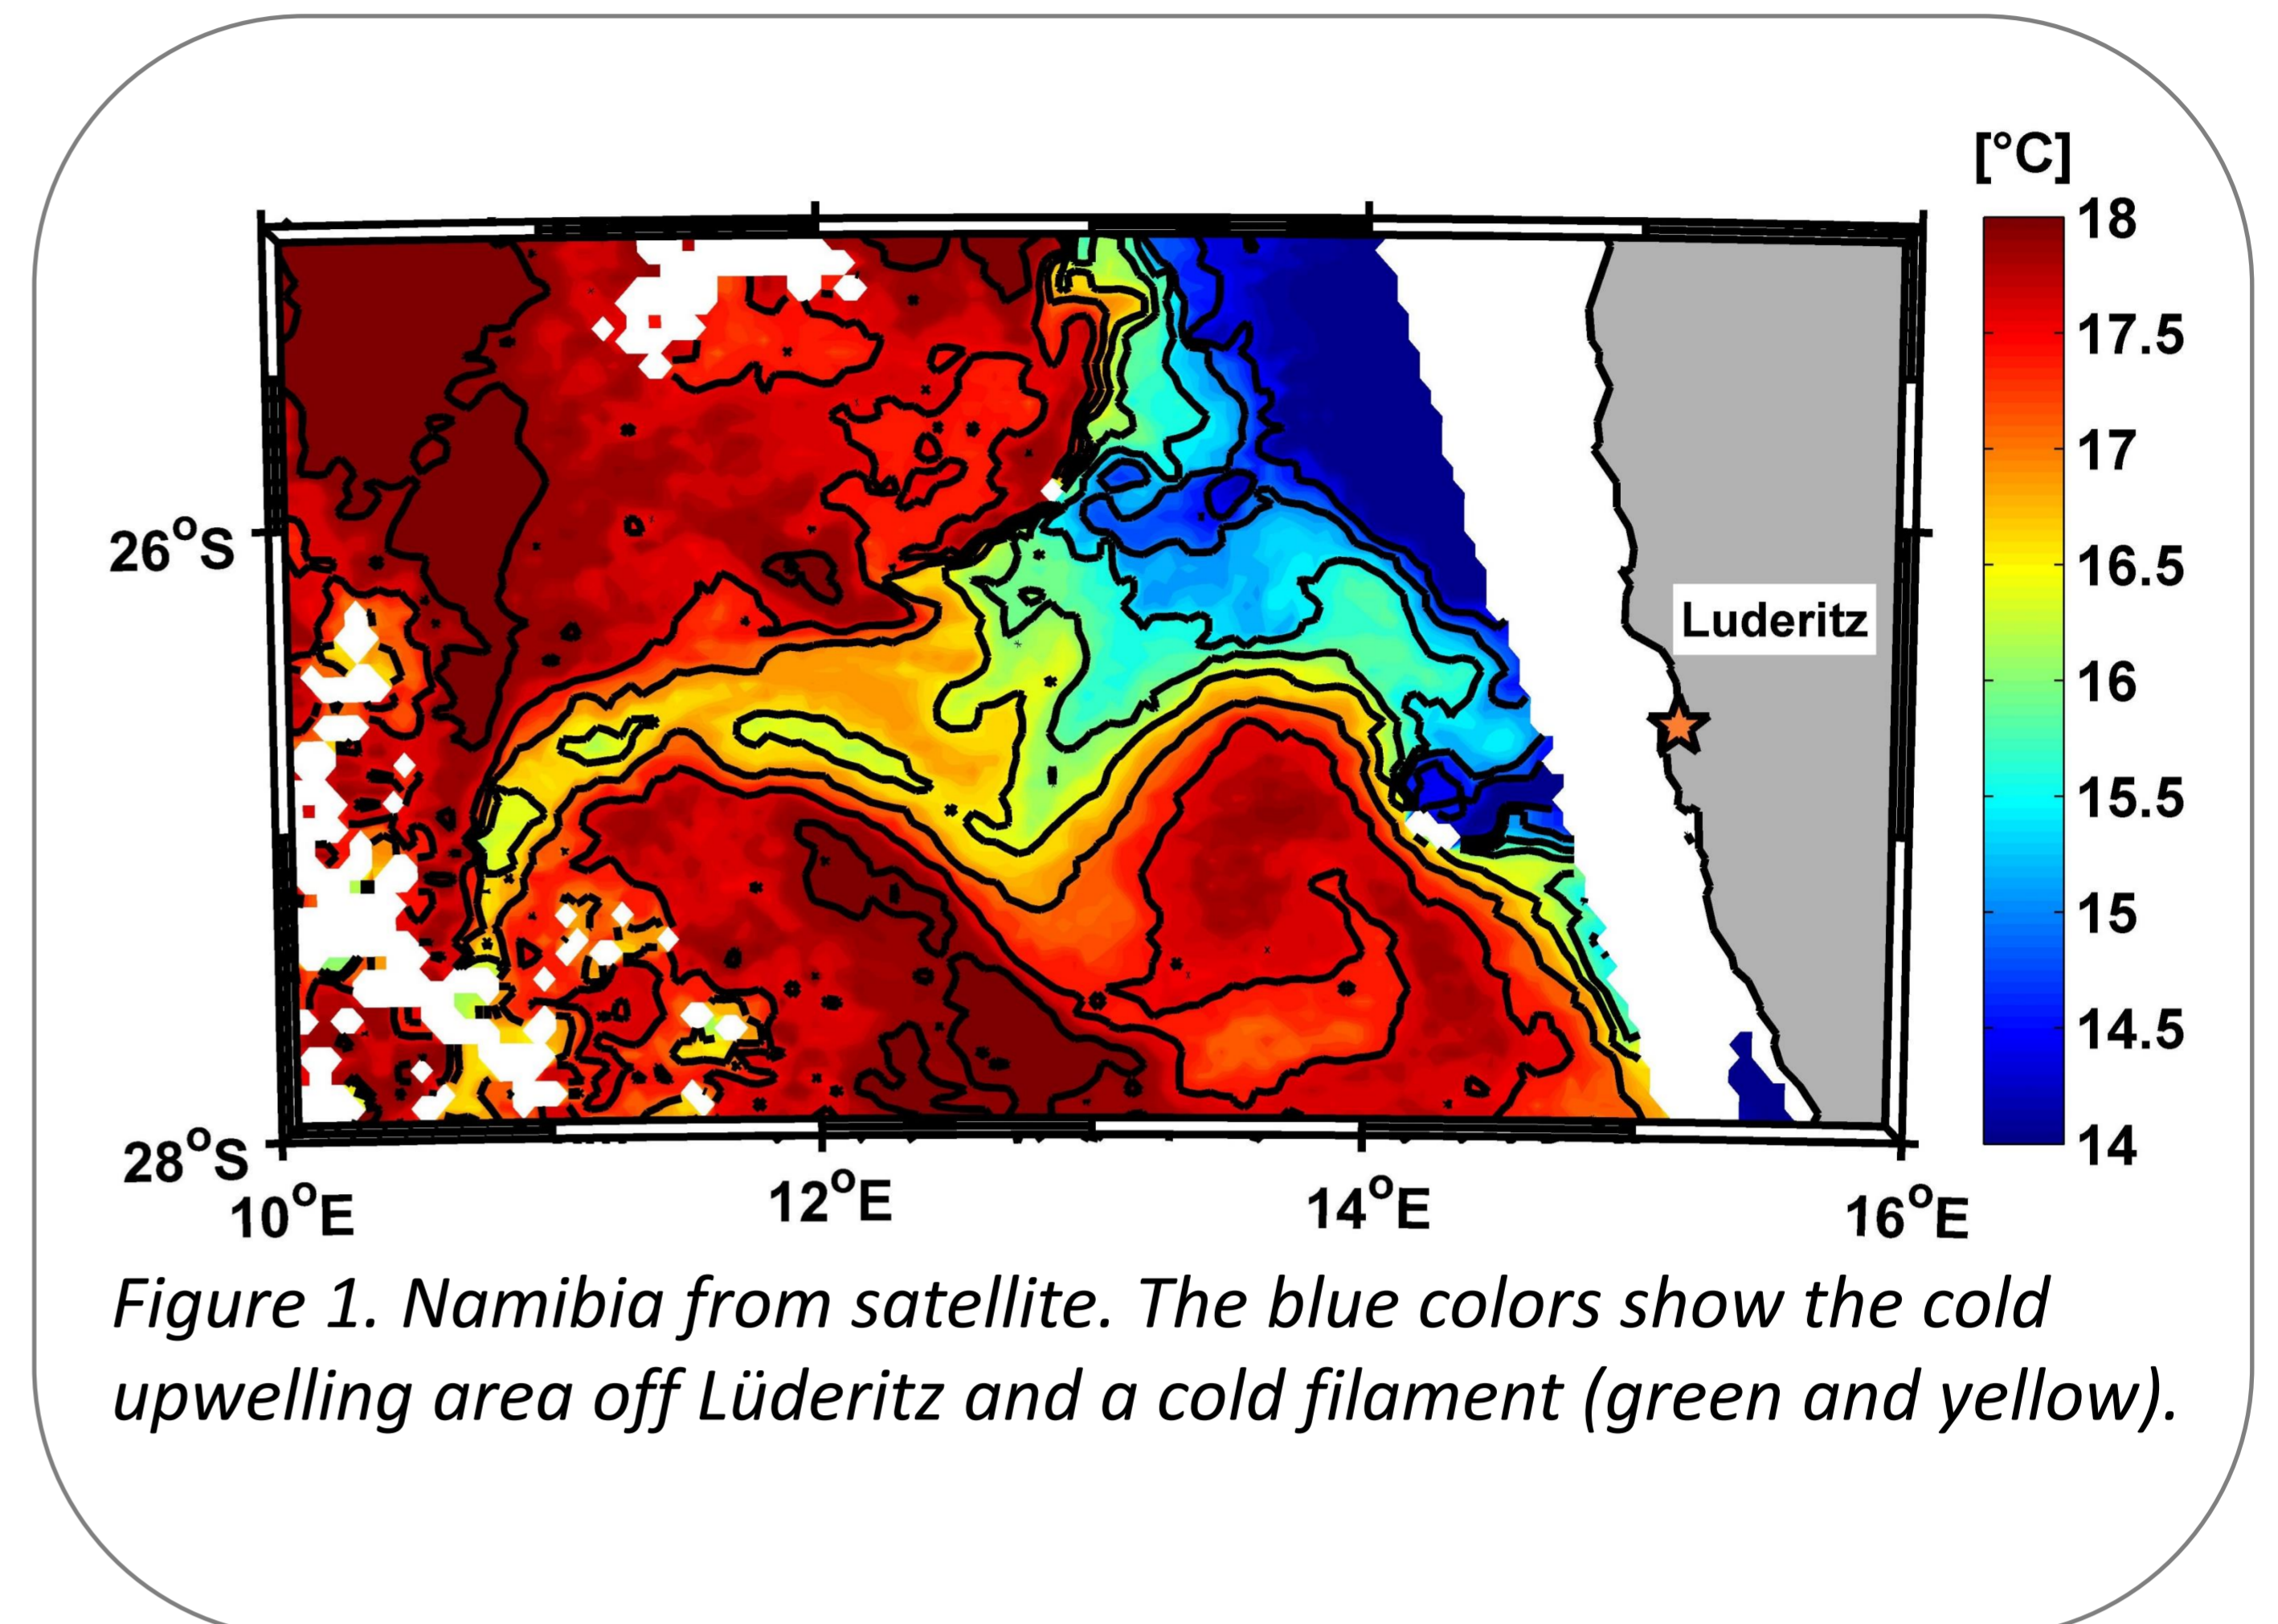 [°C]
18
17.5
17
16.5
16
15.5
15
14.5
14
26°S
28°S
Luderitz
10°E
12°E
14°E
16°E
Figure 1. Namibia from satellite. The blue colors show the cold
upwelling area off Lüderitz and a cold filament (green and yellow).